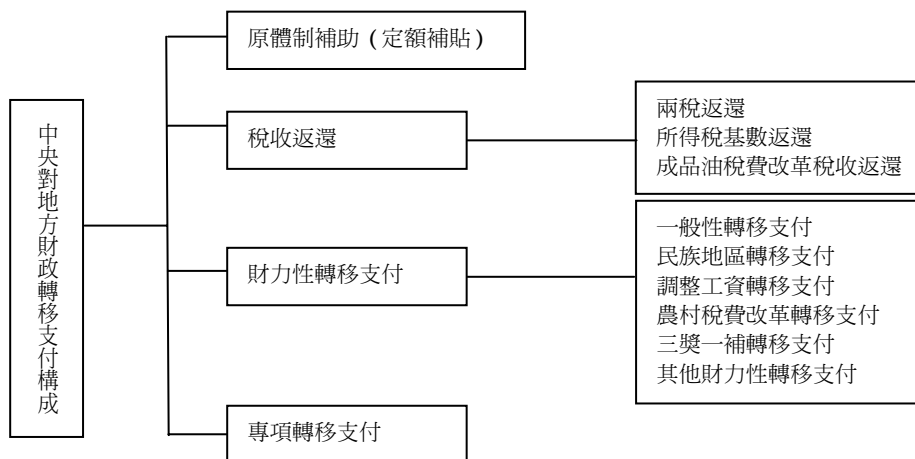 中央對地方財政轉移支付構成
原體制補助(定額補貼)
稅收返還
兩稅返還
所得稅基數返還
成品油稅費改革稅收返還
財力性轉移支付
一般性轉移支付
民族地區轉移支付
調整工資轉移支付
農村稅費改革轉移支付
三獎一補轉移支付
其他財力性轉移支付
專項轉移支付